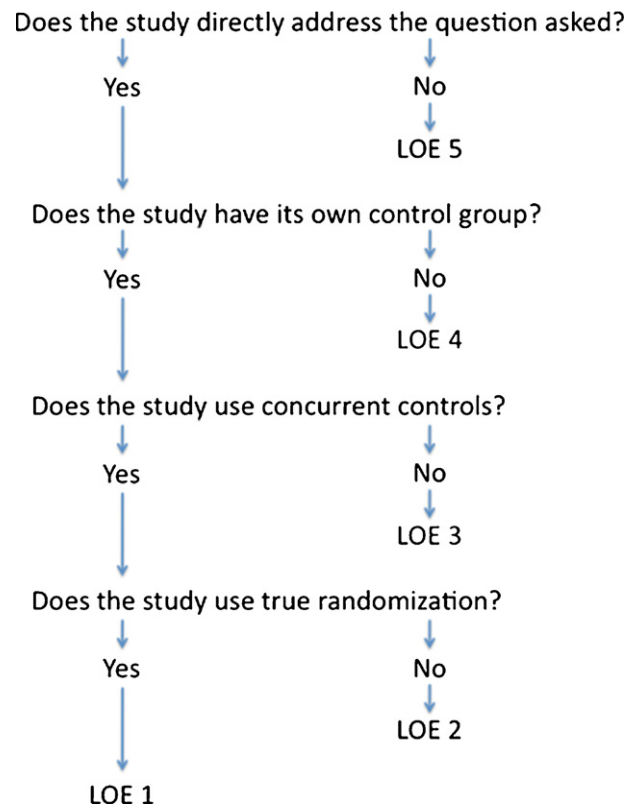 Does the study directly address the question asked?
Yes No
LOE 5
Does the study have its own control group?
Yes No
LOE 4
Does the study use concurrent controls?
Yes No
LOE 3
Does the study use true randomization?
Yes No
LOE 2
LOE 1